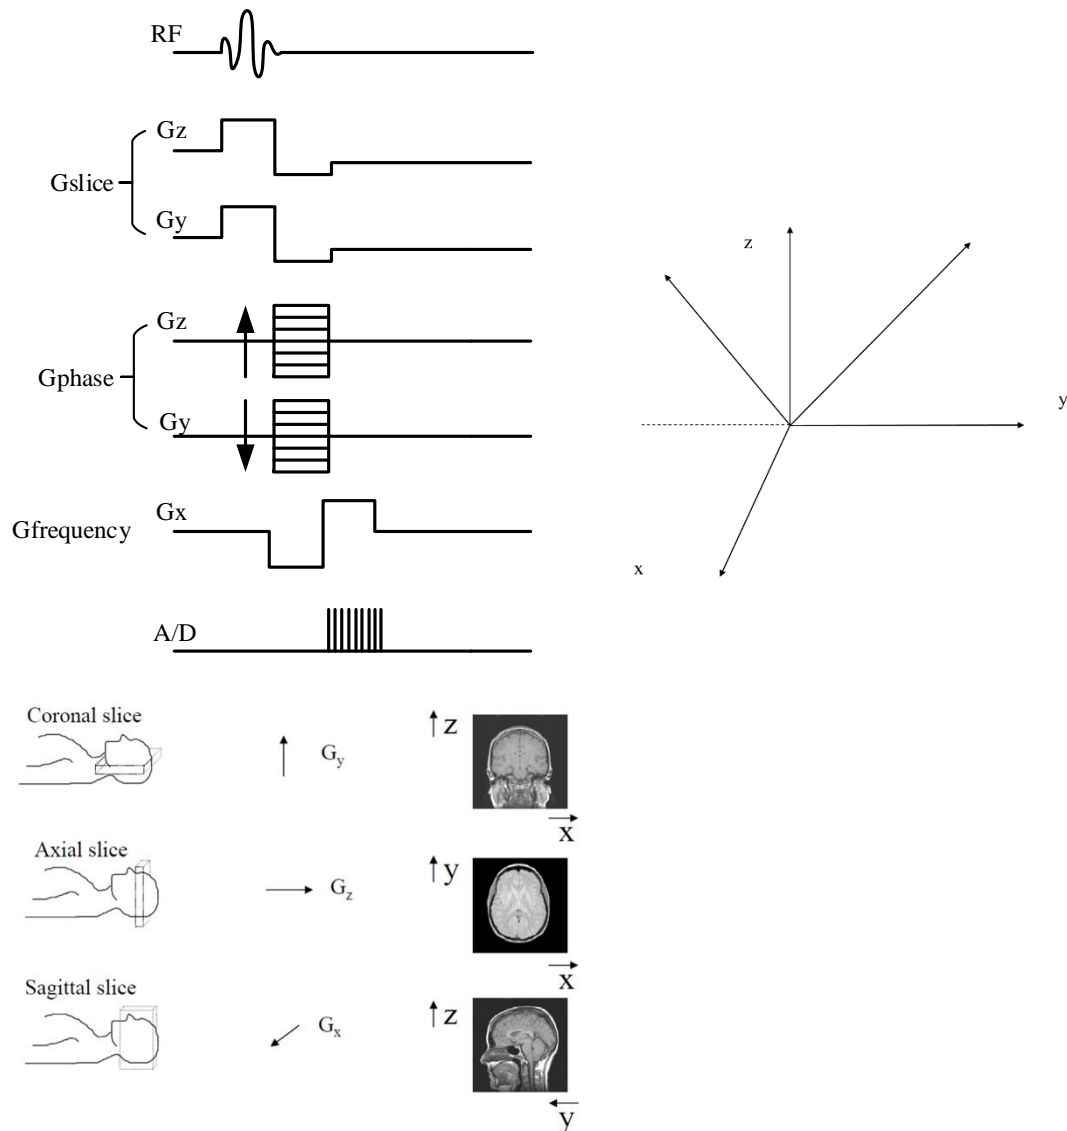 RF
Gz
Gslice
Gy
Gz
Gphase
Gy
Gx
Gfrequency
A/D
z
y
x
Coronal slice
Gy
z
x
Axial slice
Gz
y
x
Sagittal slice
Gx
z
y